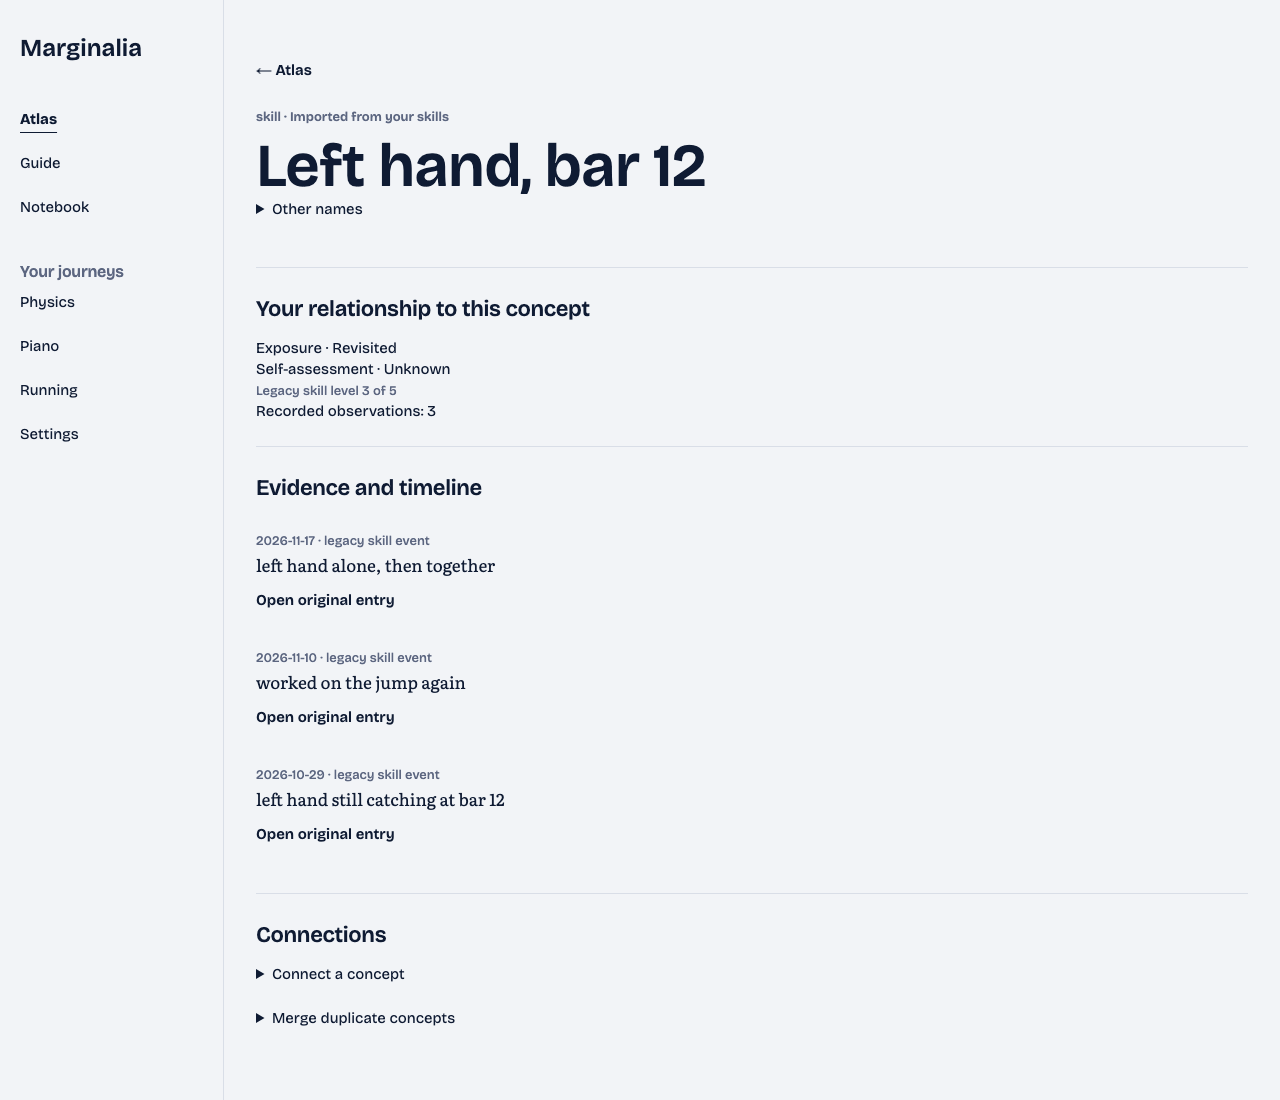 Marginalia
Atlas
Guide
Notebook
Your journeys
Physics
Piano
Running
Settings
← Atlas
skill · Imported from your skills
Left hand, bar 12
Other names
Your relationship to this concept
Exposure · Revisited
Self-assessment · Unknown
Legacy skill level 3 of 5
Recorded observations: 3
Evidence and timeline
2026-11-17 · legacy skill event
left hand alone, then together
Open original entry
2026-11-10 · legacy skill event
worked on the jump again
Open original entry
2026-10-29 · legacy skill event
left hand still catching at bar 12
Open original entry
Connections
Connect a concept
Merge duplicate concepts